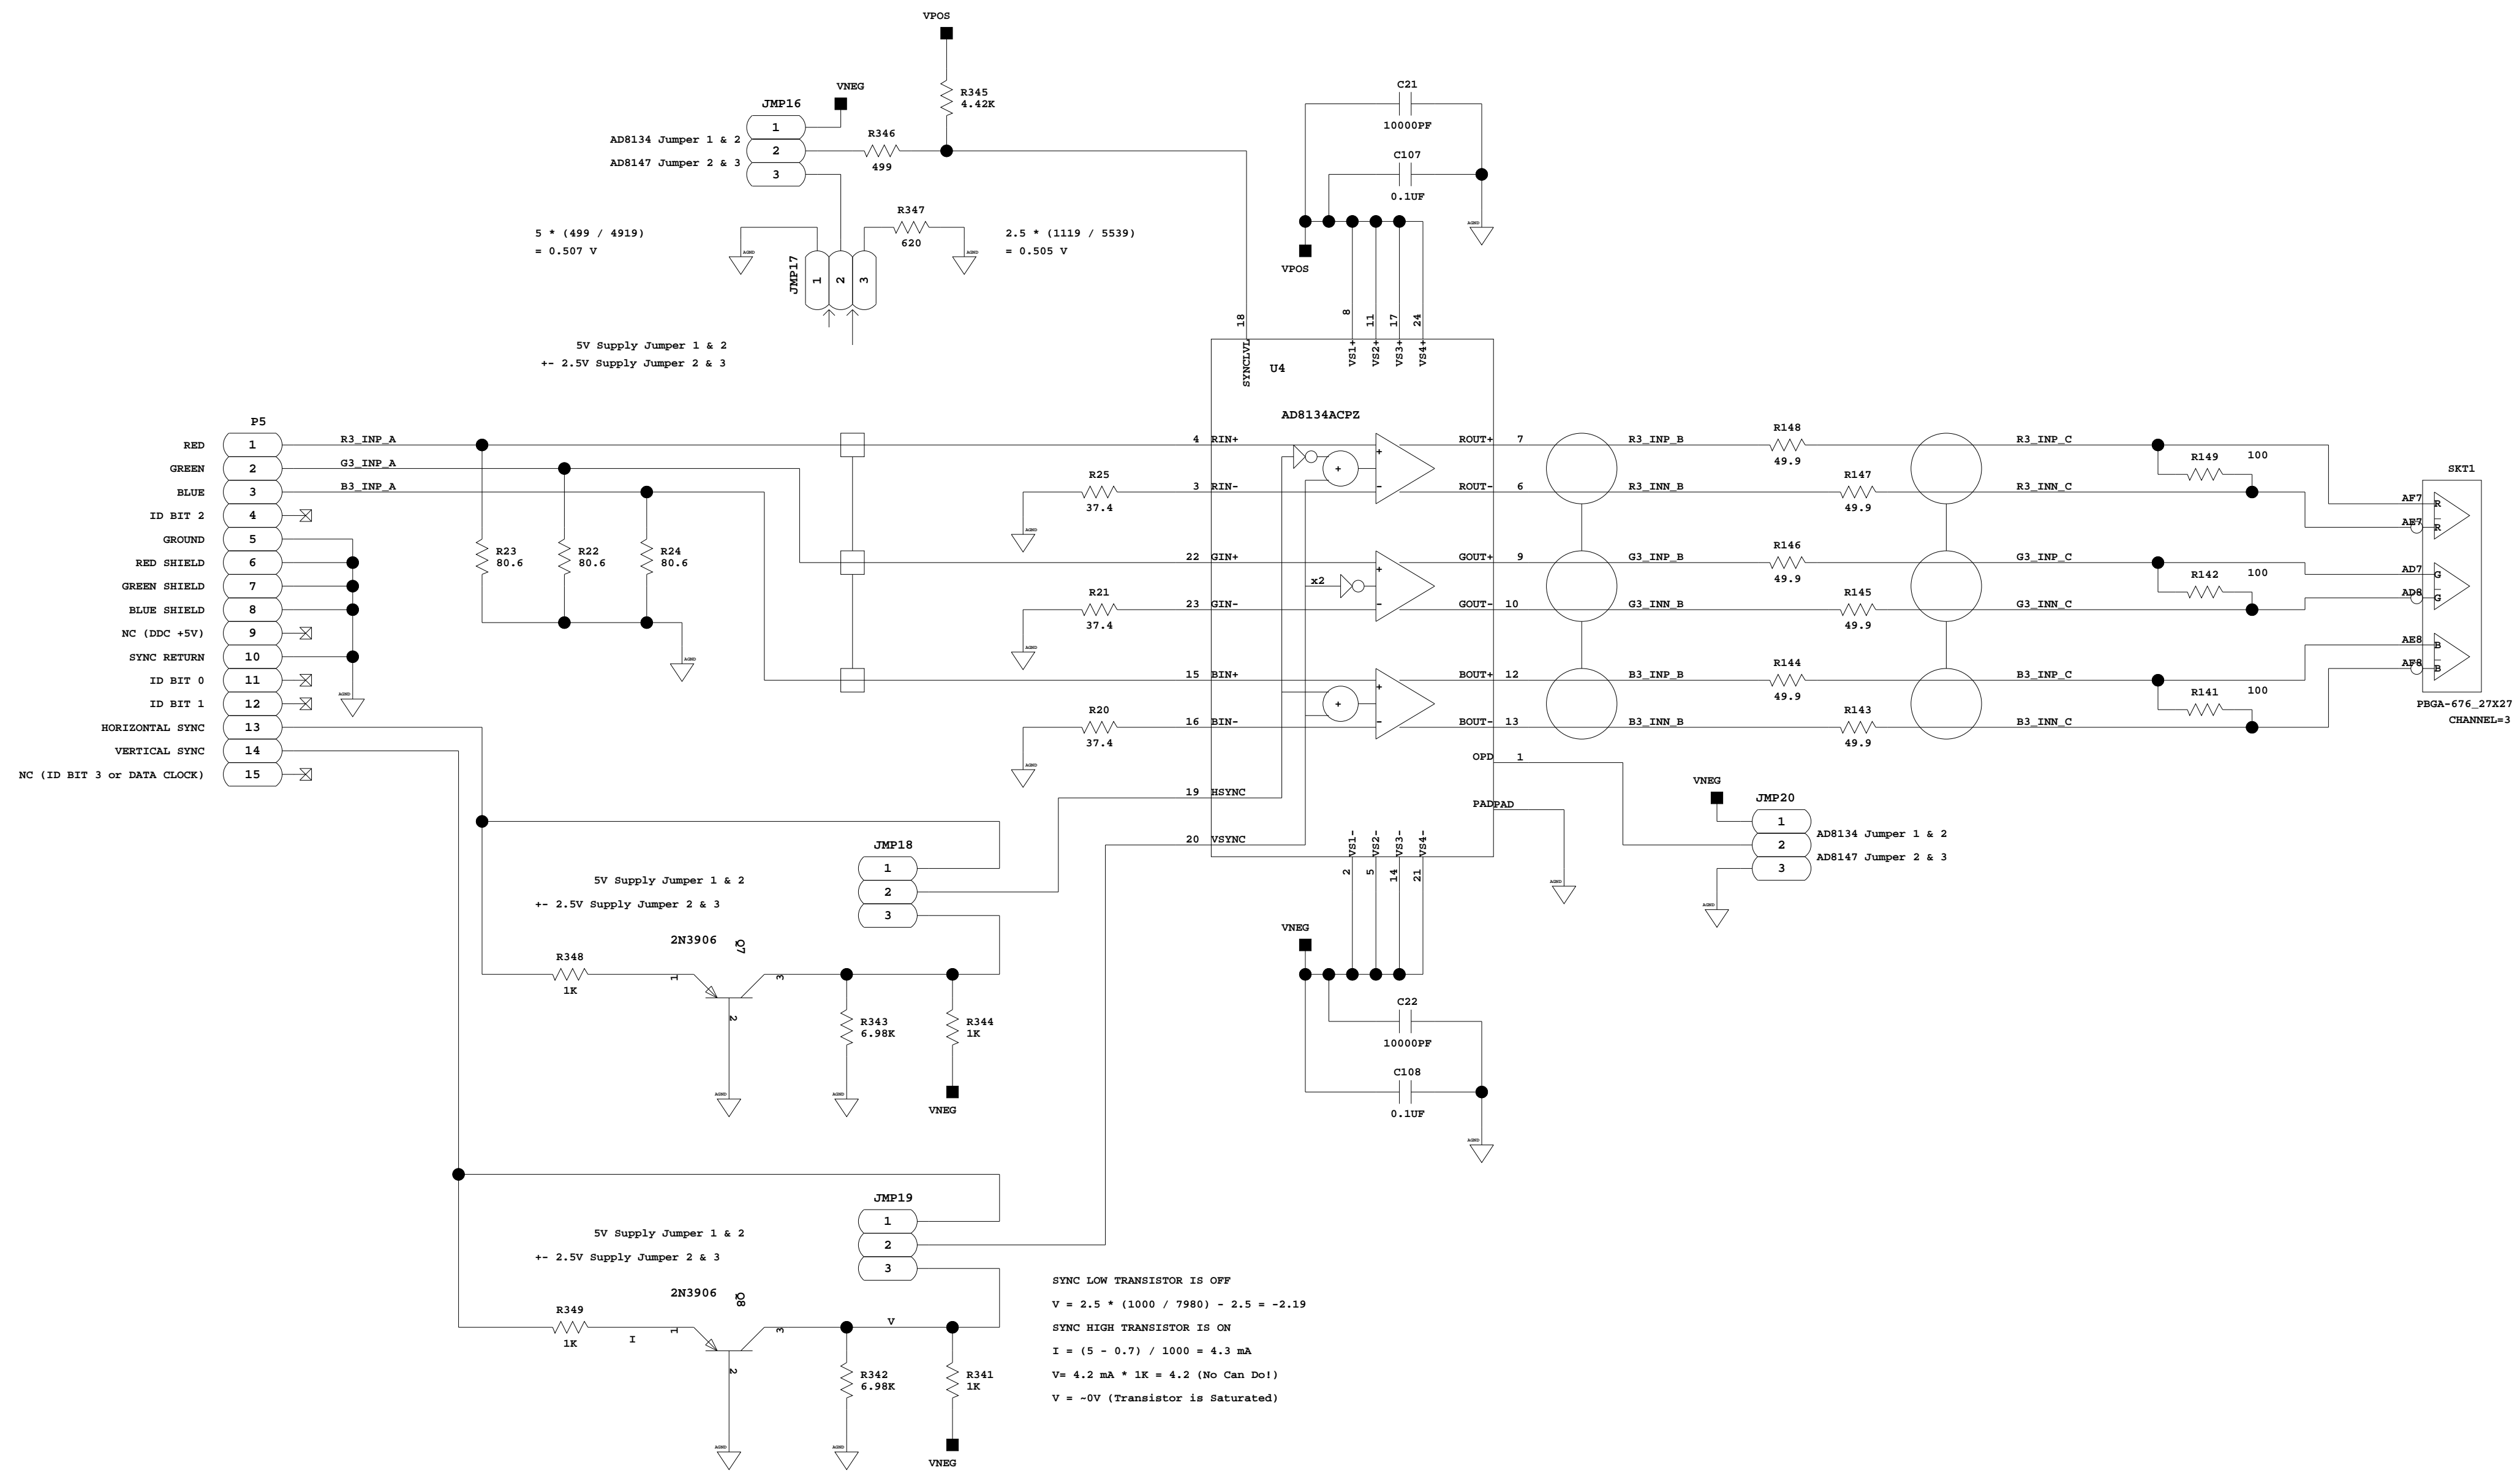 VPOS
VNEG
JMP16
1
2
3
AD8134 Jumper 1 & 2
AD8147 Jumper 2 & 3
R345
4.42K
R346
499
R347
620
5 * (499 / 4919)
= 0.507 V
2.5 * (1119 / 5539)
= 0.505 V
AGND
AGND
JMP17
1
2
3
5V Supply Jumper 1 & 2
+- 2.5V Supply Jumper 2 & 3
C21
10000PF
C107
0.1UF
AGND
VPOS
18
8
11
17
24
SYNCLVL
VS1+
VS2+
VS3+
VS4+
U4
AD8134ACPZ
P5
RED
1
R3_INP_A
GREEN
2
G3_INP_A
BLUE
3
B3_INP_A
ID BIT 2
4
GROUND
5
RED SHIELD
6
GREEN SHIELD
7
BLUE SHIELD
8
NC (DDC +5V)
9
SYNC RETURN
10
ID BIT 0
11
ID BIT 1
12
HORIZONTAL SYNC
13
VERTICAL SYNC
14
NC (ID BIT 3 or DATA CLOCK)
15
AGND
R23
80.6
R22
80.6
R24
80.6
AGND
R25
37.4
AGND
R21
37.4
AGND
R20
37.4
AGND
4 RIN+
3 RIN-
22 GIN+
23 GIN-
15 BIN+
16 BIN-
19 HSYNC
20 VSYNC
+
+
-
x2
+
-
+
+
-
ROUT+ 7
ROUT- 6
GOUT+ 9
GOUT- 10
BOUT+ 12
BOUT- 13
OPD 1
PAD PAD
AGND
R3_INP_B
R3_INN_B
G3_INP_B
G3_INN_B
B3_INP_B
B3_INN_B
R148
49.9
R147
49.9
R146
49.9
R145
49.9
R144
49.9
R143
49.9
R3_INP_C
R3_INN_C
G3_INP_C
G3_INN_C
B3_INP_C
B3_INN_C
R149
100
R142
100
R141
100
SKT1
AF7
R
AE7
R
AD7
G
AD8
G
AE8
B
AF8
B
PBGA-676_27X27
CHANNEL=3
VNEG
JMP20
1
2
3
AD8134 Jumper 1 & 2
AD8147 Jumper 2 & 3
AGND
VS1-
VS2-
VS3-
VS4-
2
5
14
21
VNEG
C22
10000PF
C108
0.1UF
AGND
JMP18
1
2
3
5V Supply Jumper 1 & 2
+- 2.5V Supply Jumper 2 & 3
2N3906
Q7
R348
1K
1
2
3
R343
6.98K
R344
1K
AGND
AGND
VNEG
JMP19
1
2
3
5V Supply Jumper 1 & 2
+- 2.5V Supply Jumper 2 & 3
2N3906
Q8
R349
1K
I
1
2
3
V
R342
6.98K
R341
1K
AGND
AGND
VNEG
SYNC LOW TRANSISTOR IS OFF
V = 2.5 * (1000 / 7980) - 2.5 = -2.19
SYNC HIGH TRANSISTOR IS ON
I = (5 - 0.7) / 1000 = 4.3 mA
V= 4.2 mA * 1K = 4.2 (No Can Do!)
V = ~0V (Transistor is Saturated)